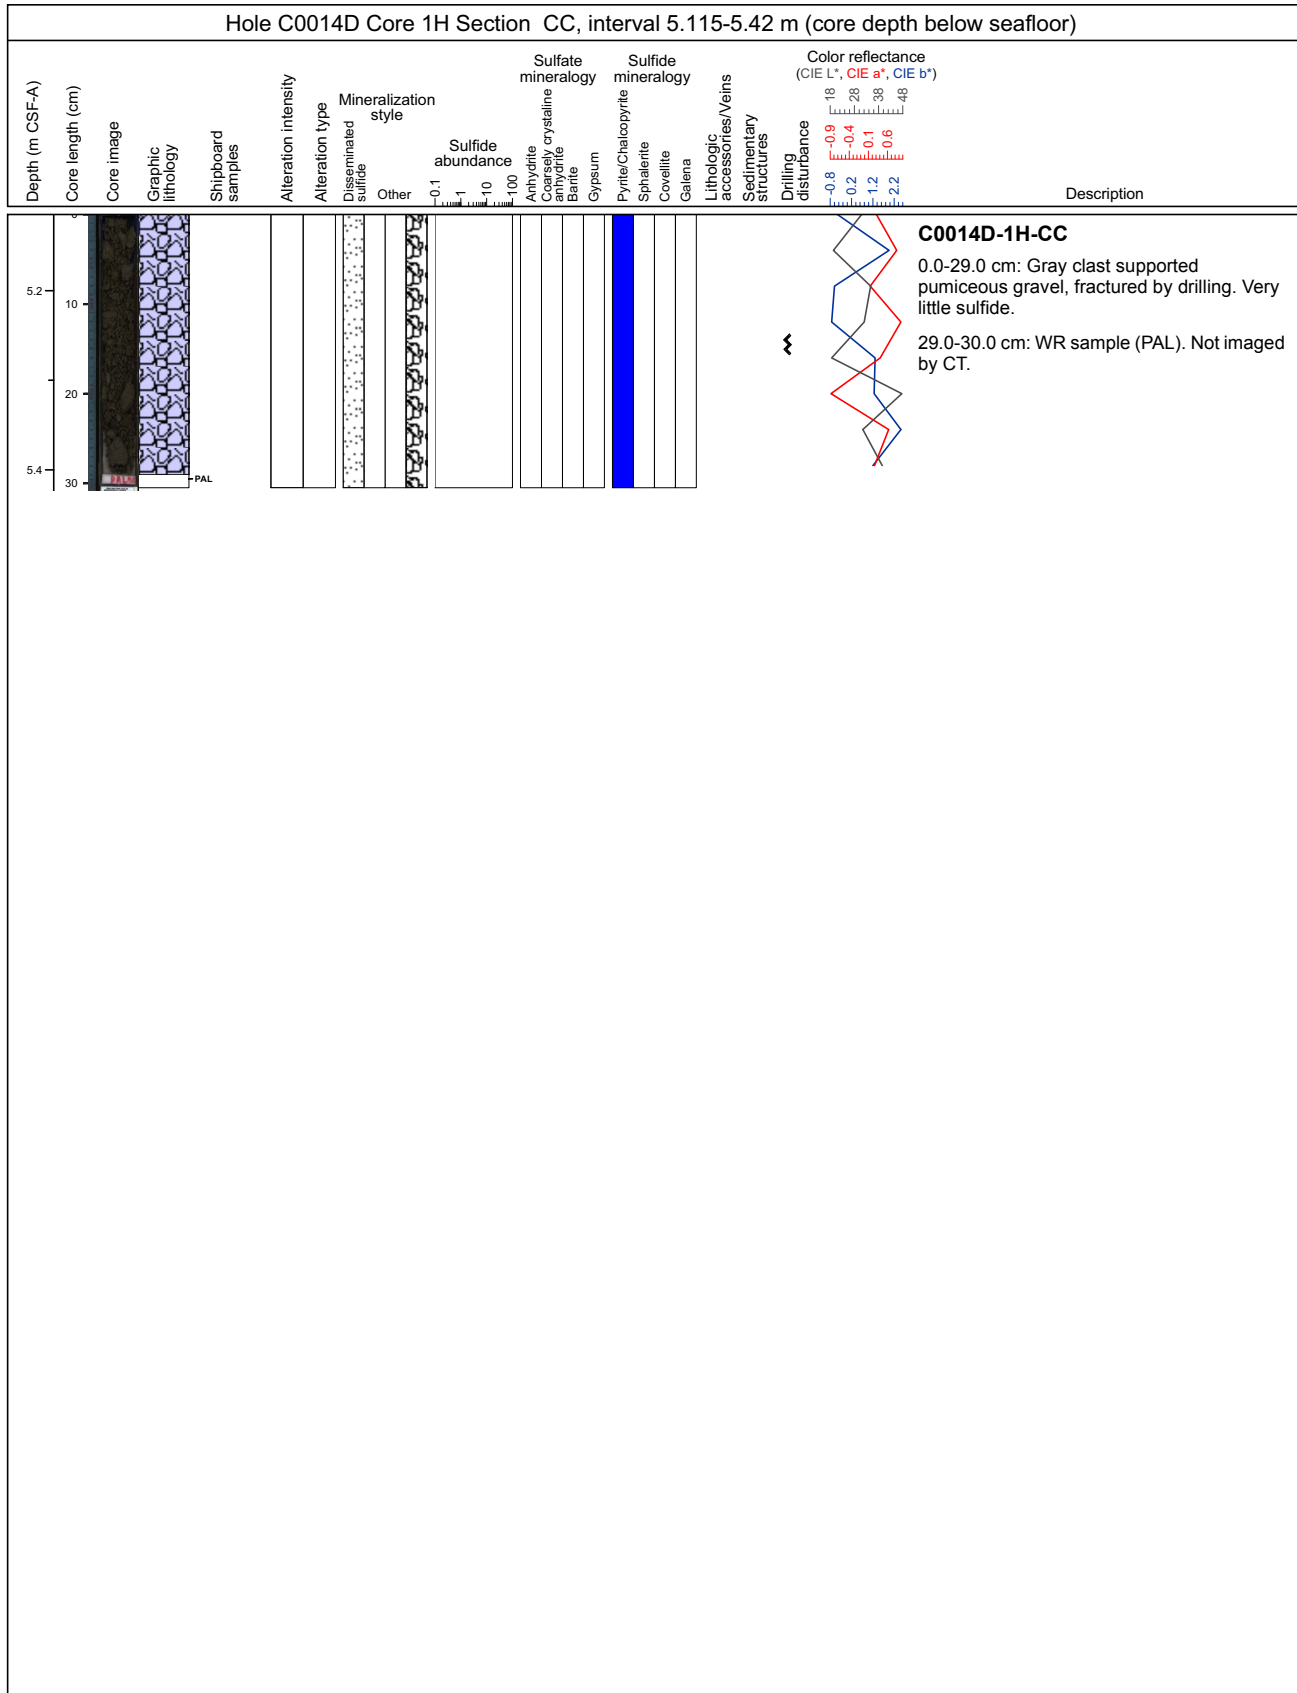 Hole C0014D Core 1H Section CC, interval 5.115-5.42 m (core depth below seafloor)
Depth (m CSF-A)
Core length (cm)
Core image
Graphic
lithology
Shipboard
samples
Alteration intensity
Alteration type
Mineralization
style
Disseminated
sulfide
Other
Sulfide
abundance
0.1
1
10
100
Sulfate
mineralogy
Anhydrite
Coarsely crystaline
anhydrite
Barite
Gypsum
Sulfide
mineralogy
Pyrite/Chalcopyrite
Sphalerite
Covellite
Galena
Lithologic
accessories/Veins
Sedimentary
structures
Drilling
disturbance
Color reflectance
(CIE L*, CIE a*, CIE b*)
18 28 38 48
-0.9 -0.4 0.1 0.6
-0.8 0.2 1.2 2.2
Description
5.2
5.4
10
20
30
PAL
C0014D-1H-CC
0.0-29.0 cm: Gray clast supported
pumiceous gravel, fractured by drilling. Very
little sulfide.
29.0-30.0 cm: WR sample (PAL). Not imaged
by CT.